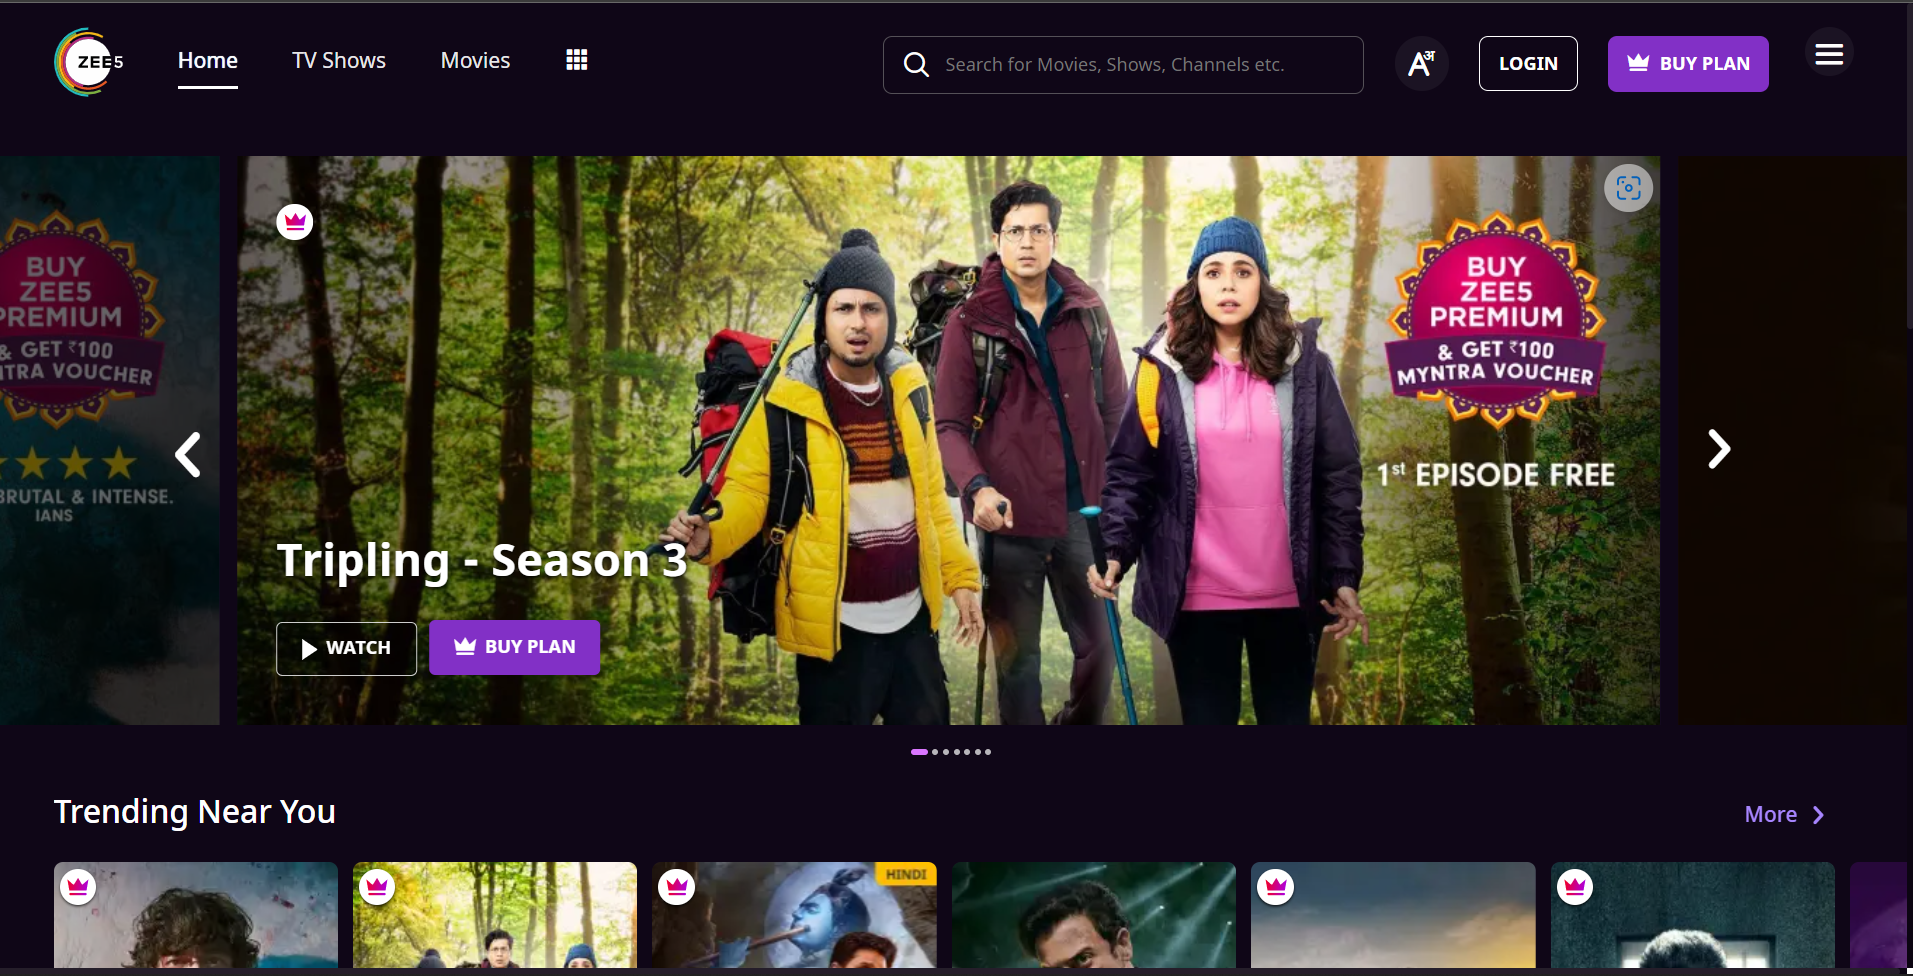 ZEE5
Home
TV Shows
Movies
Search for Movies, Shows, Channels etc.
Aअ
LOGIN
BUY PLAN
BUY
ZEE5
PREMIUM
& GET ₹100
NTRA VOUCHER
BRUTAL & INTENSE.
IANS
BUY
ZEE5
PREMIUM
& GET ₹100
MYNTRA VOUCHER
1st EPISODE FREE
Tripling - Season 3
WATCH
BUY PLAN
Trending Near You
More
HINDI